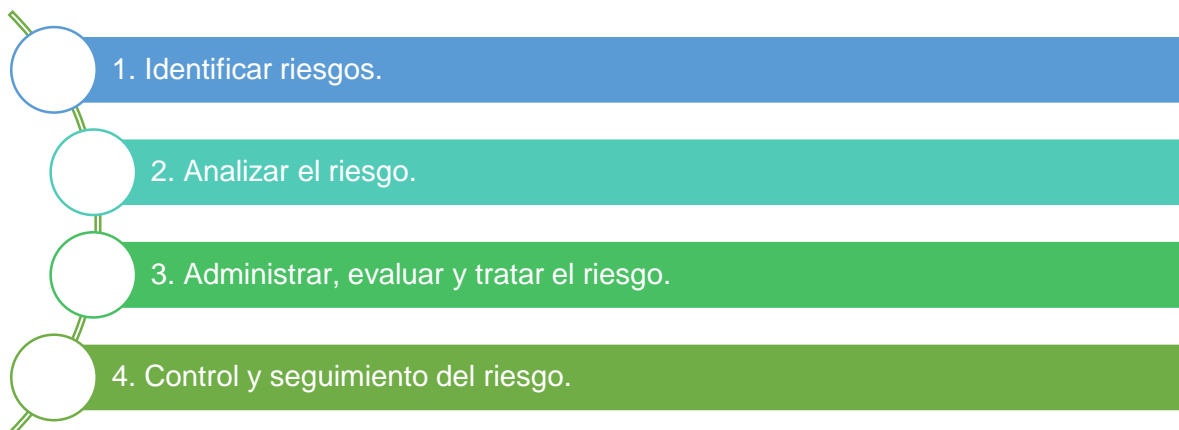 1. Identificar riesgos.
2. Analizar el riesgo.
3. Administrar, evaluar y tratar el riesgo.
4. Control y seguimiento del riesgo.